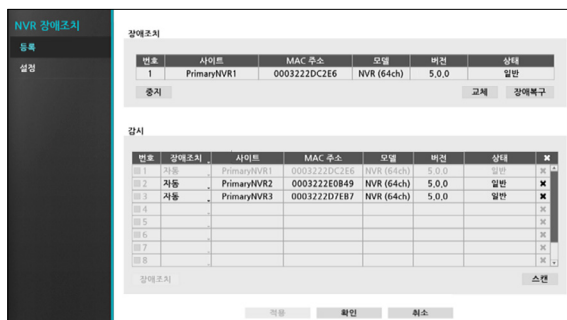 NVR 장애조치
등록
설정
장애조치
번호 사이트 MAC 주소 모델 버전 상태
1 PrimaryNVR1 0003222DC2E6 NVR (64ch) 5.0.0 일반
중지 교체 장애복구
감시
번호 장애조치 사이트 MAC 주소 모델 버전 상태 ✖
1 자동 PrimaryNVR1 0003222DC2E6 NVR (64ch) 5.0.0 일반 ✖
2 자동 PrimaryNVR2 0003222E0B49 NVR (64ch) 5.0.0 일반 ✖
3 자동 PrimaryNVR3 0003222D7EB7 NVR (64ch) 5.0.0 일반 ✖
4 ✖
5 ✖
6 ✖
7 ✖
8 ✖
장애조치 스캔
적용 확인 취소